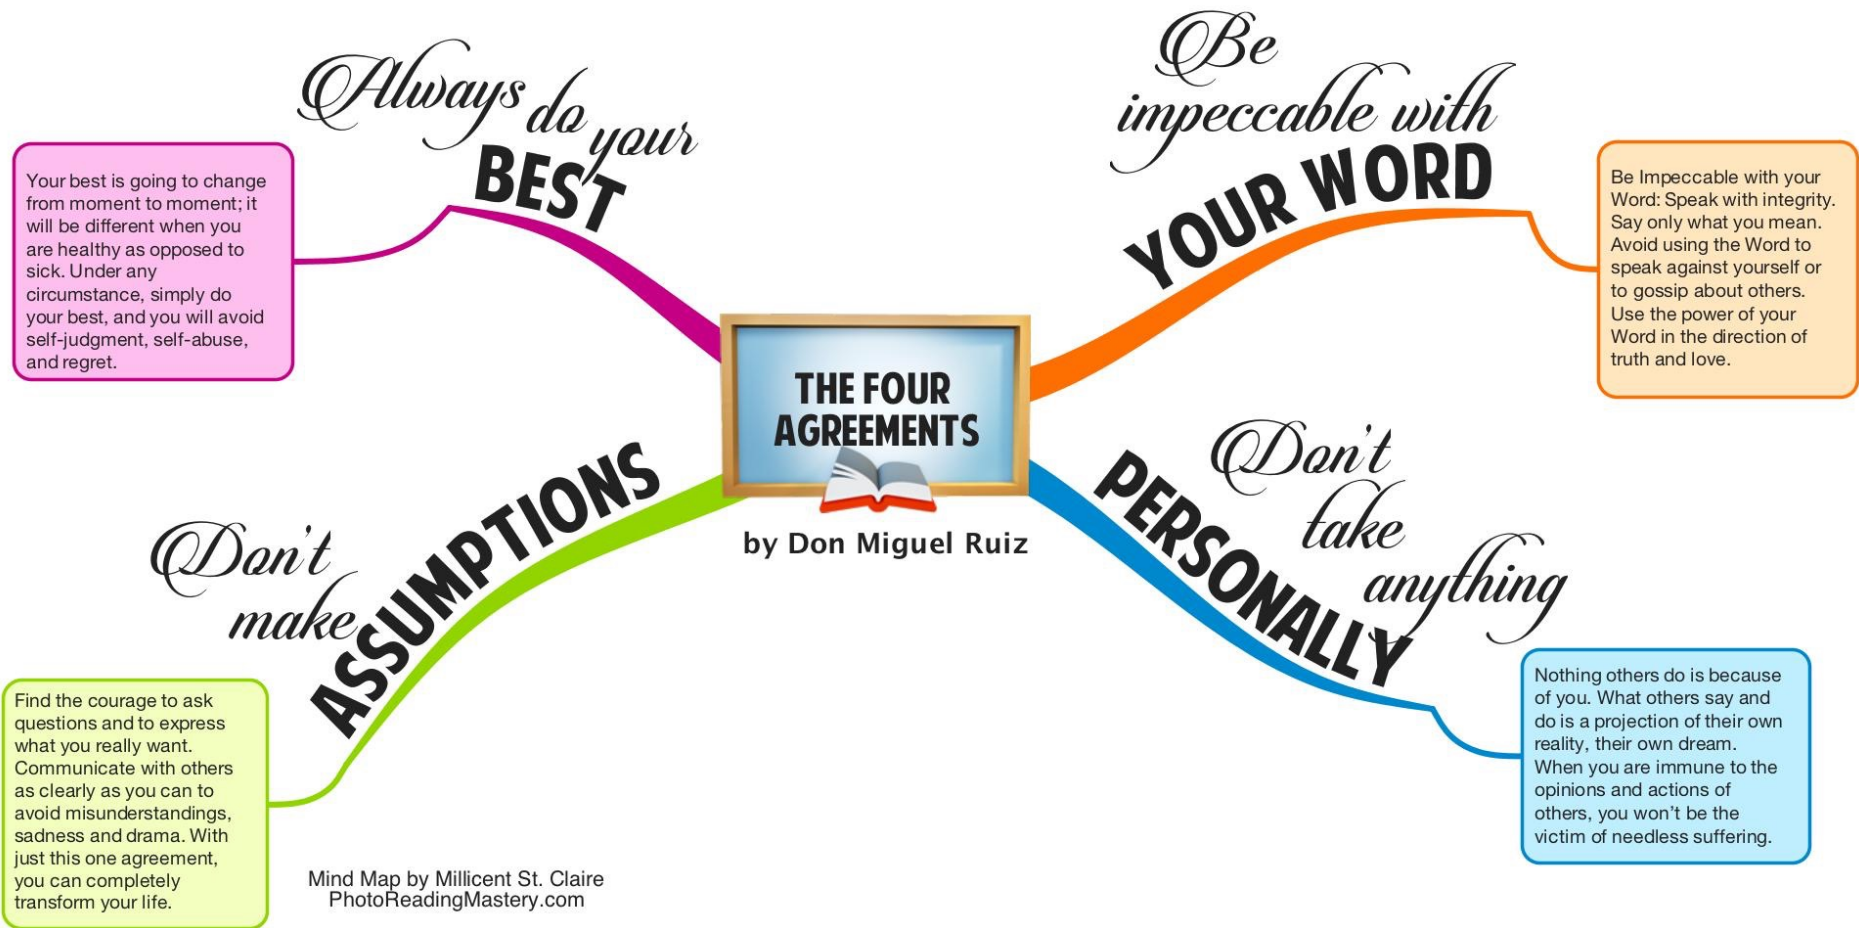 THE FOUR
AGREEMENTS
by Don Miguel Ruiz
Be
impeccable with
YOUR WORD
Be Impeccable with your
Word: Speak with integrity.
Say only what you mean.
Avoid using the Word to
speak against yourself or
to gossip about others.
Use the power of your
Word in the direction of
truth and love.
Don't
take
anything
PERSONALLY
Nothing others do is because
of you. What others say and
do is a projection of their own
reality, their own dream.
When you are immune to the
opinions and actions of
others, you won't be the
victim of needless suffering.
Don't
make
ASSUMPTIONS
Find the courage to ask
questions and to express
what you really want.
Communicate with others
as clearly as you can to
avoid misunderstandings,
sadness and drama. With
just this one agreement,
you can completely
transform your life.
Always do your
BEST
Your best is going to change
from moment to moment; it
will be different when you
are healthy as opposed to
sick. Under any
circumstance, simply do
your best, and you will avoid
self-judgment, self-abuse,
and regret.
Mind Map by Millicent St. Claire
PhotoReadingMastery.com